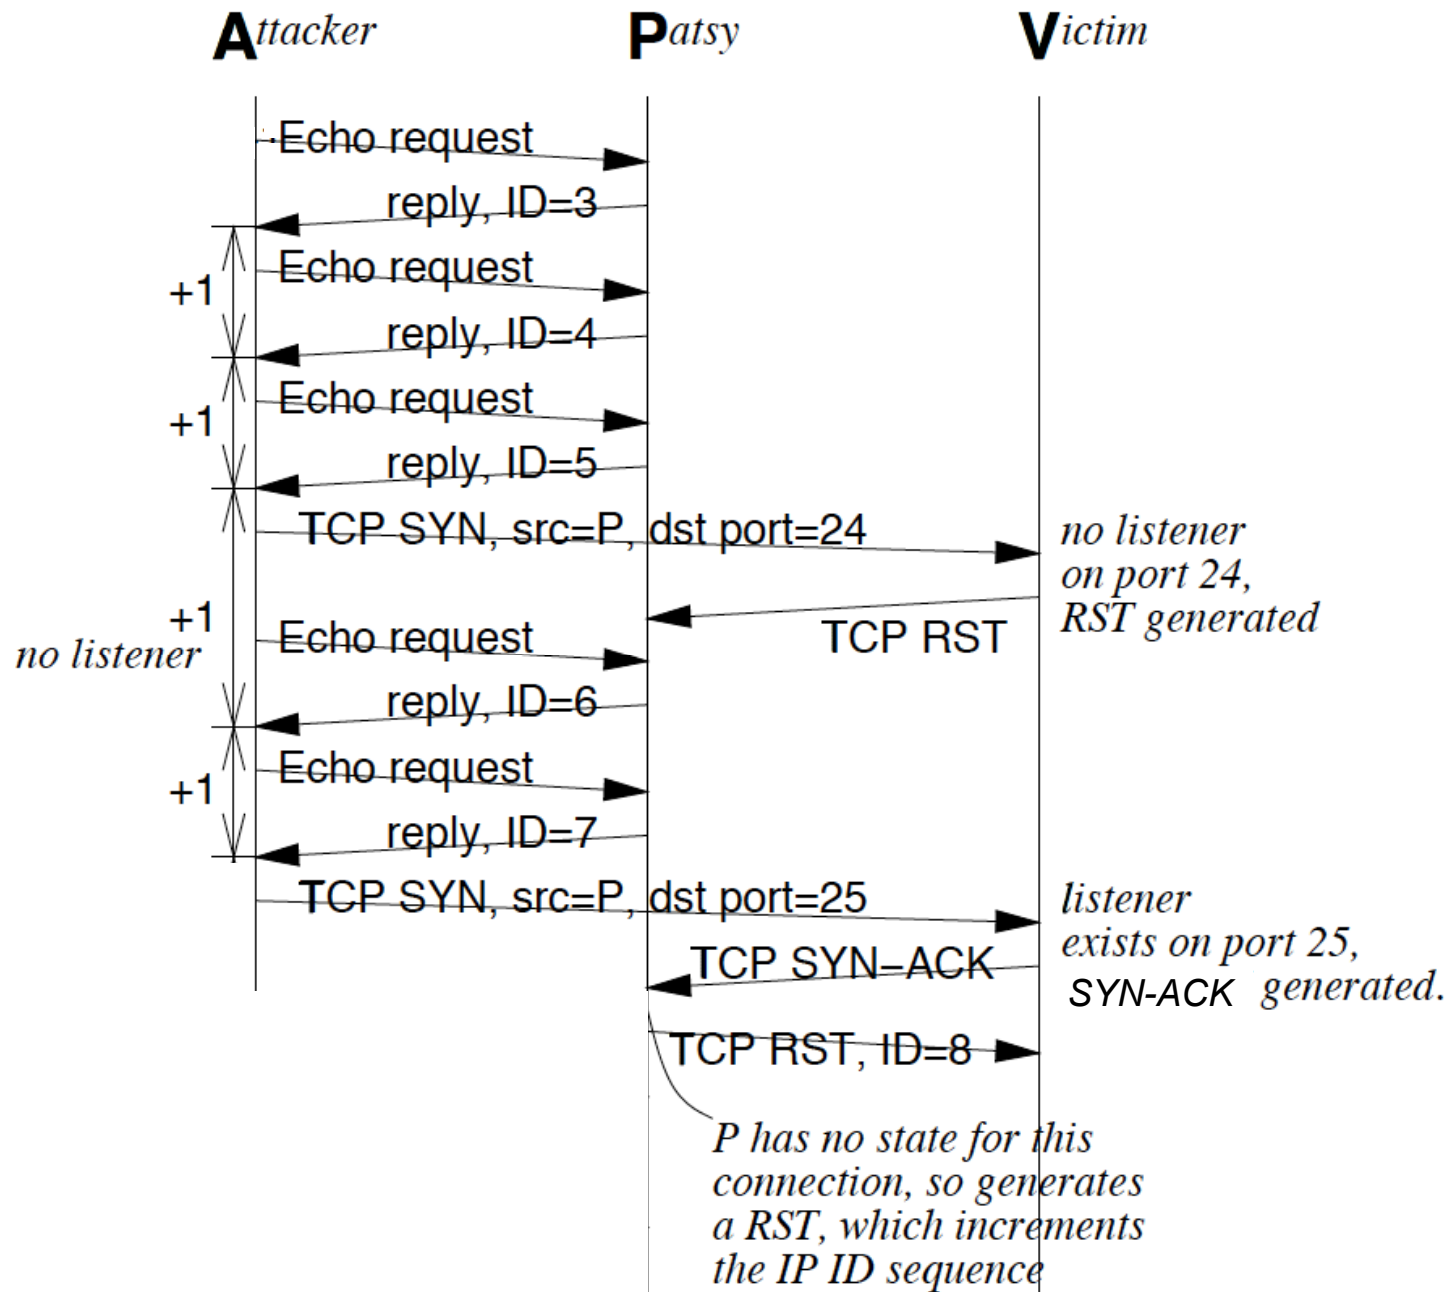 Attacker
Patsy
Victim
Echo request
reply, ID=3
+1
Echo request
reply, ID=4
+1
Echo request
reply, ID=5
TCP SYN, src=P, dst port=24
no listener
on port 24,
RST generated
TCP RST
+1
no listener
Echo request
reply, ID=6
+1
Echo request
reply, ID=7
TCP SYN, src=P, dst port=25
listener
exists on port 25,
SYN-ACK generated.
TCP SYN−ACK
TCP RST, ID=8
P has no state for this
connection, so generates
a RST, which increments
the IP ID sequence